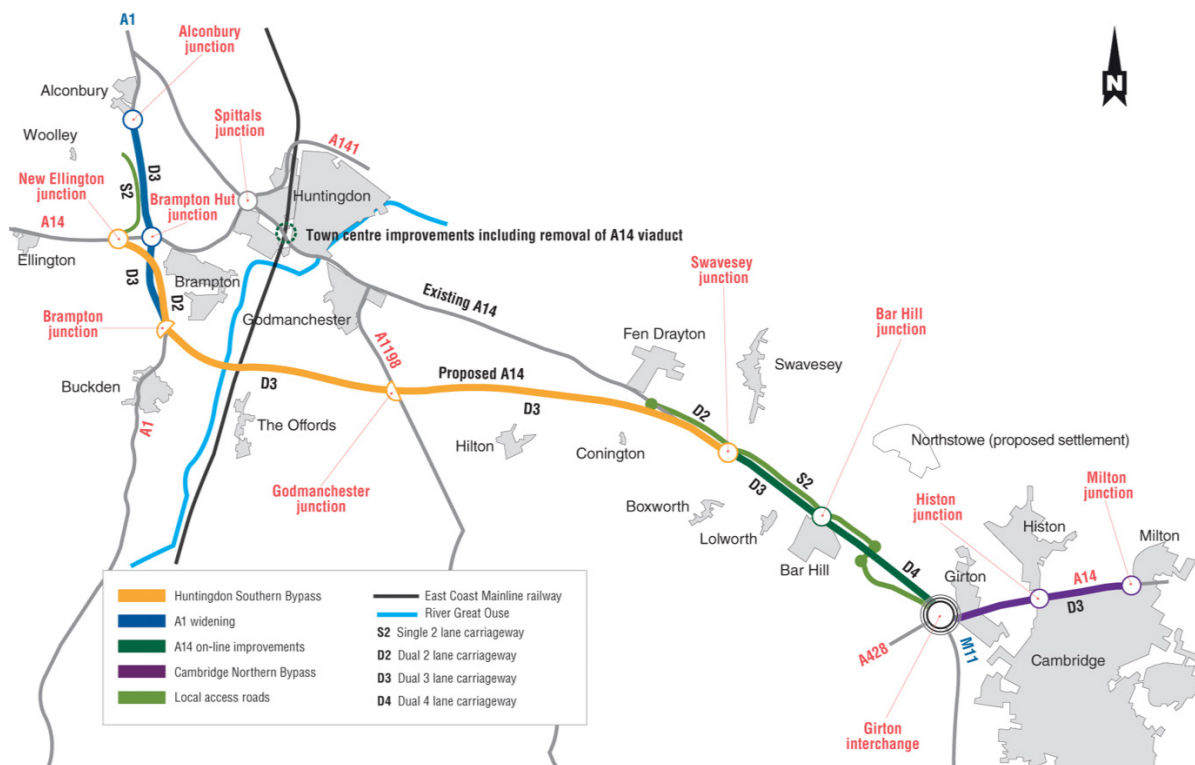 A1
Alconbury
junction
Alconbury
Woolley
Spittals
junction
A141
New Ellington
junction
S2
D3
Brampton Hut
junction
Huntingdon
A14
Ellington
Town centre improvements including removal of A14 viaduct
D3
D2
Brampton
Brampton
junction
Godmanchester
Existing A14
Swavesey
junction
Bar Hill
junction
Fen Drayton
Swavesey
Buckden
A1
D3
A1198
Proposed A14
D3
D2
The Offords
Hilton
Conington
Northstowe (proposed settlement)
Godmanchester
junction
D3
S2
Boxworth
Lolworth
Bar Hill
D4
Histon
junction
Histon
Milton
junction
Milton
Girton
A14
D3
A428
M11
Cambridge
Girton
interchange
N
Huntingdon Southern Bypass
A1 widening
A14 on-line improvements
Cambridge Northern Bypass
Local access roads
East Coast Mainline railway
River Great Ouse
S2 Single 2 lane carriageway
D2 Dual 2 lane carriageway
D3 Dual 3 lane carriageway
D4 Dual 4 lane carriageway